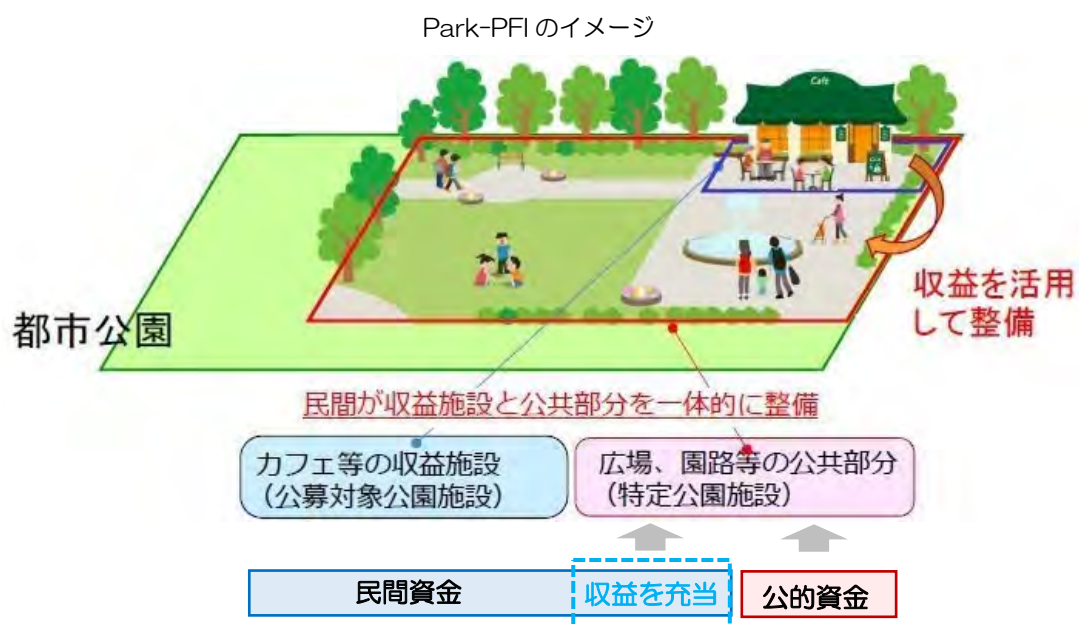 Park-PFIのイメージ
Cafe
収益を活用
して整備
都市公園
民間が収益施設と公共部分を一体的に整備
カフェ等の収益施設
（公募対象公園施設）
広場、園路等の公共部分
（特定公園施設）
民間資金
収益を充当
公的資金